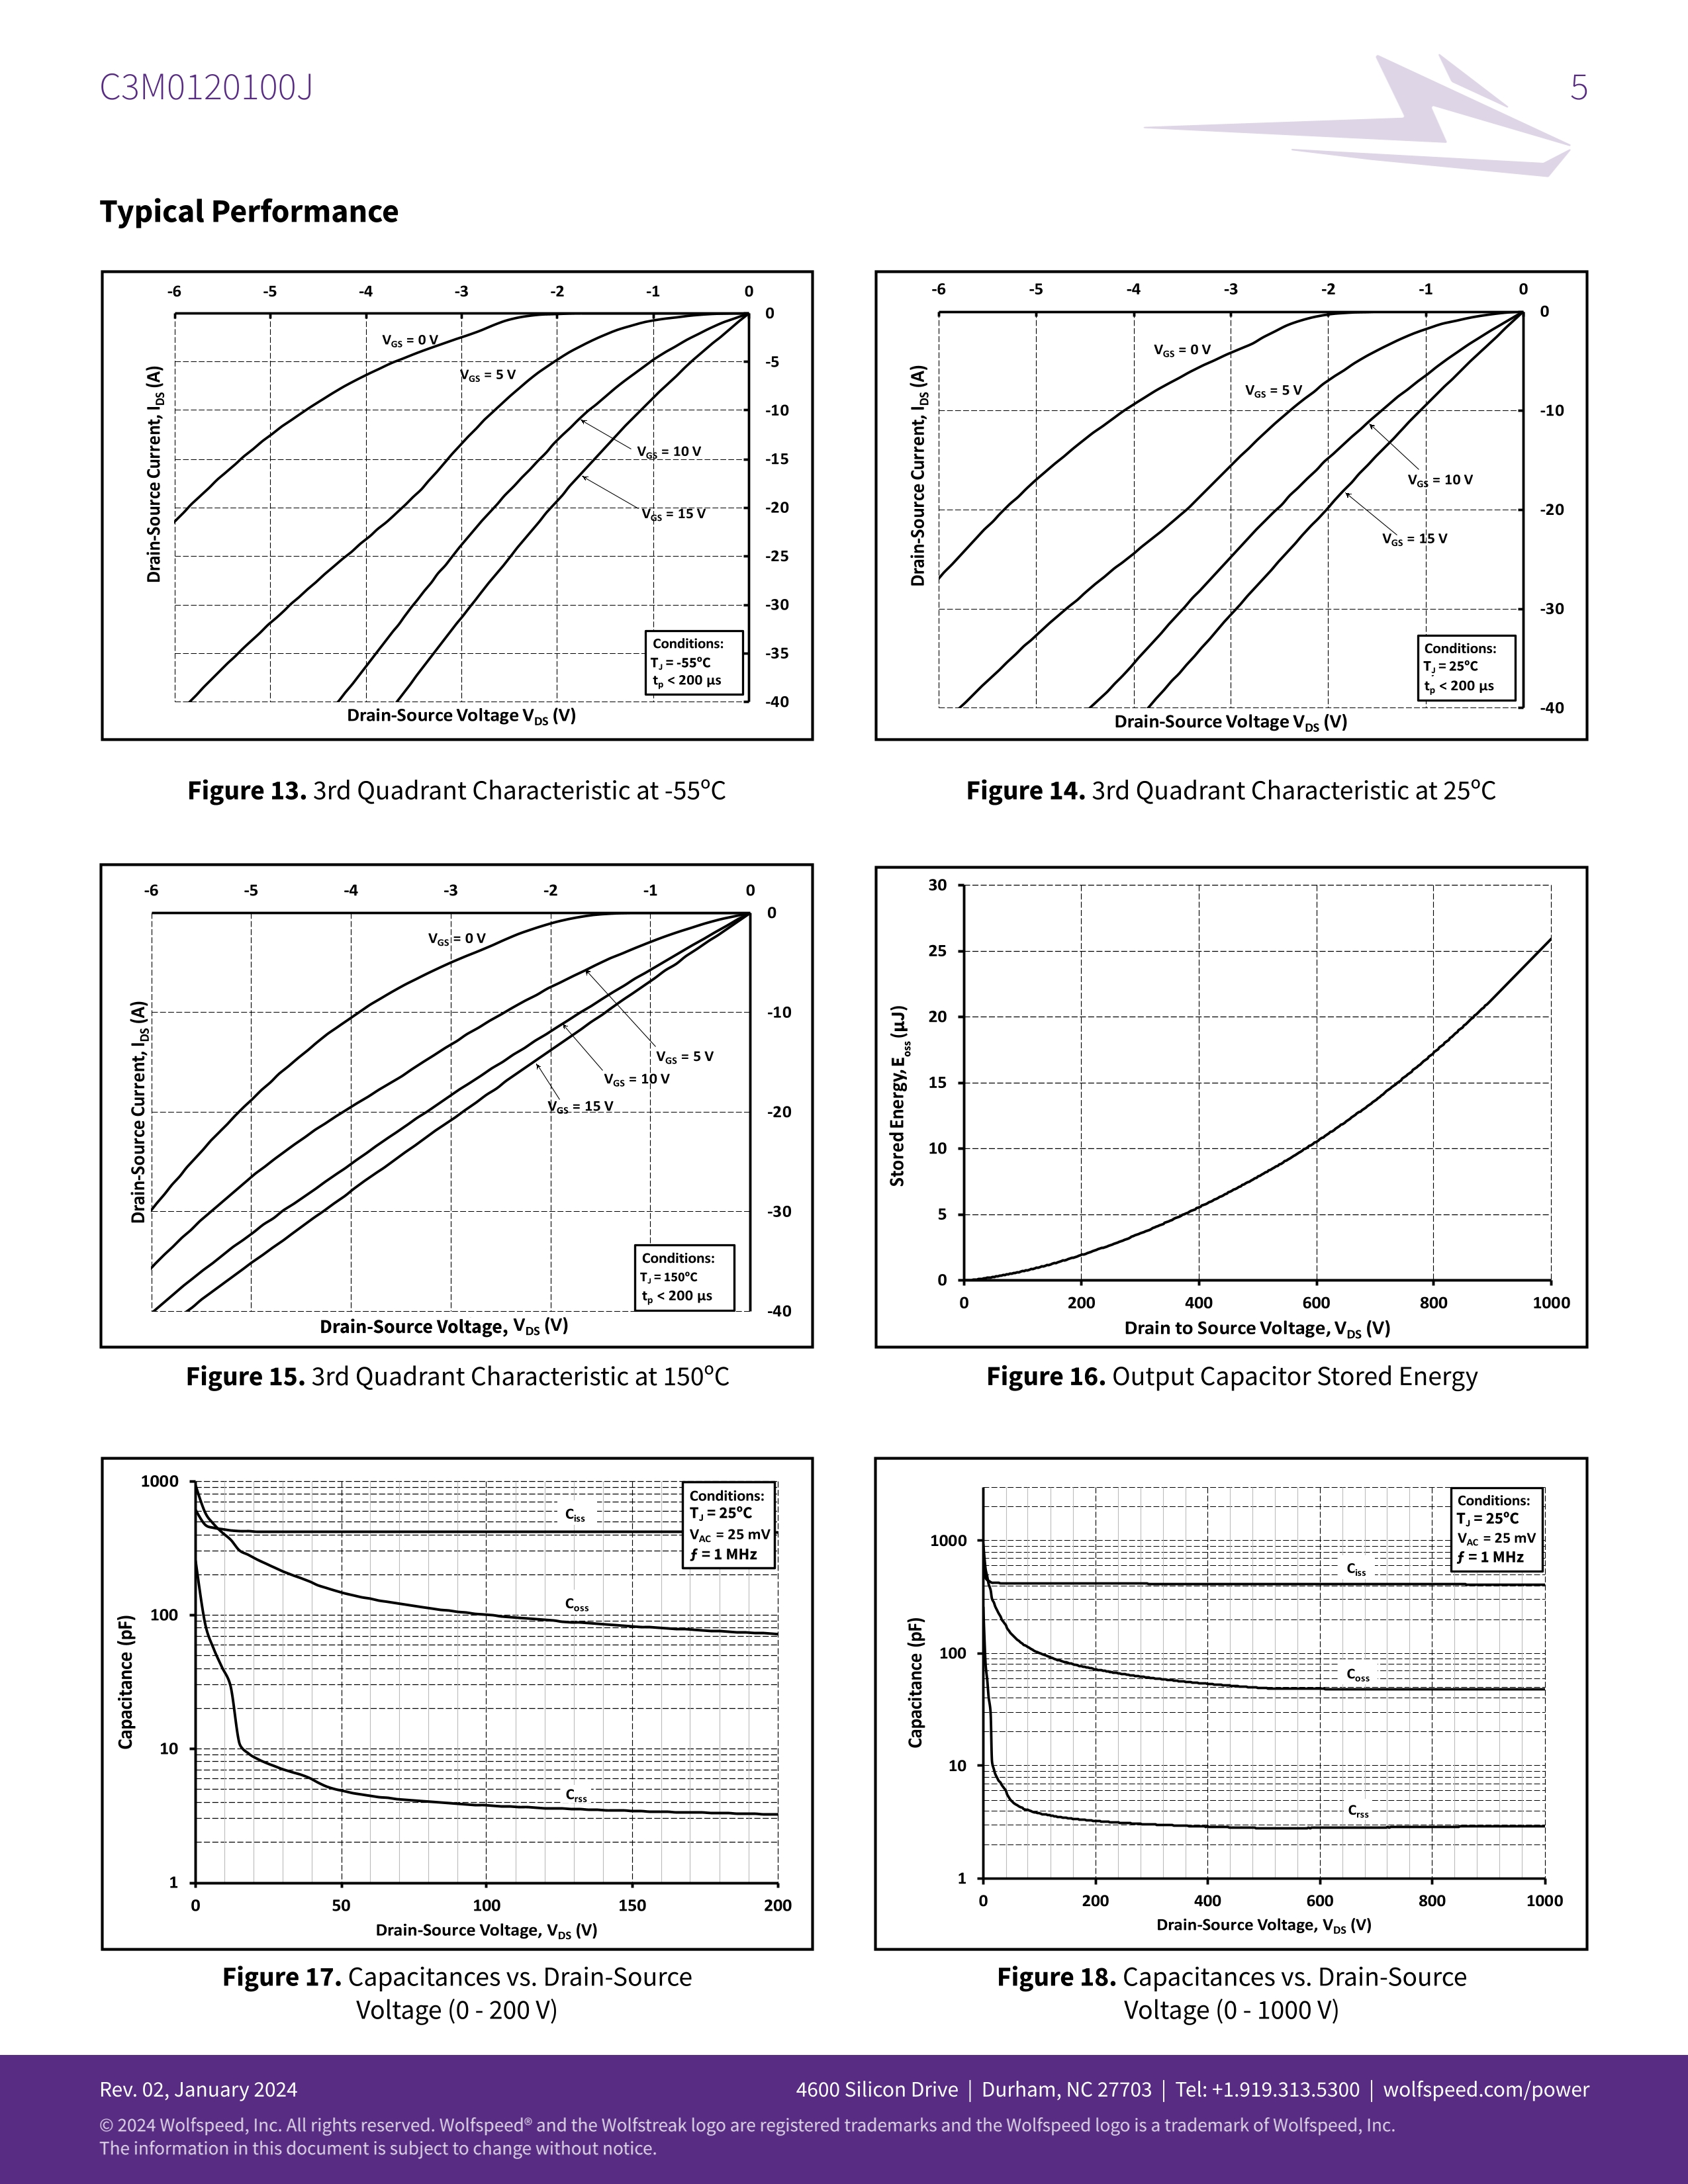 C3M0120100J
5
Typical Performance
-6 -5 -4 -3 -2 -1 0
0
-5
-10
-15
-20
-25
-30
-35
-40
VGS = 0 V
VGS = 5 V
VGS = 10 V
VGS = 15 V
Drain-Source Current, IDS (A)
Conditions:
TJ = -55ºC
tp < 200 µs
Drain-Source Voltage VDS (V)
Figure 13. 3rd Quadrant Characteristic at -55ºC
-6 -5 -4 -3 -2 -1 0
0
-10
-20
-30
-40
VGS = 0 V
VGS = 5 V
VGS = 10 V
VGS = 15 V
Drain-Source Current, IDS (A)
Conditions:
TJ = 25ºC
tp < 200 µs
Drain-Source Voltage VDS (V)
Figure 14. 3rd Quadrant Characteristic at 25ºC
-6 -5 -4 -3 -2 -1 0
0
-10
-20
-30
-40
VGS = 0 V
VGS = 5 V
VGS = 10 V
VGS = 15 V
Drain-Source Current, IDS (A)
Conditions:
TJ = 150ºC
tp < 200 µs
Drain-Source Voltage, VDS (V)
Figure 15. 3rd Quadrant Characteristic at 150ºC
30
25
20
15
10
5
0
0 200 400 600 800 1000
Stored Energy, Eoss (µJ)
Drain to Source Voltage, VDS (V)
Figure 16. Output Capacitor Stored Energy
1000
100
10
1
0 50 100 150 200
Capacitance (pF)
Ciss
Coss
Crss
Conditions:
TJ = 25ºC
VAC = 25 mV
f = 1 MHz
Drain-Source Voltage, VDS (V)
Figure 17. Capacitances vs. Drain-Source
Voltage (0 - 200 V)
1000
100
10
1
0 200 400 600 800 1000
Capacitance (pF)
Ciss
Coss
Crss
Conditions:
TJ = 25ºC
VAC = 25 mV
f = 1 MHz
Drain-Source Voltage, VDS (V)
Figure 18. Capacitances vs. Drain-Source
Voltage (0 - 1000 V)
Rev. 02, January 2024
4600 Silicon Drive | Durham, NC 27703 | Tel: +1.919.313.5300 | wolfspeed.com/power
© 2024 Wolfspeed, Inc. All rights reserved. Wolfspeed® and the Wolfstreak logo are registered trademarks and the Wolfspeed logo is a trademark of Wolfspeed, Inc.
The information in this document is subject to change without notice.